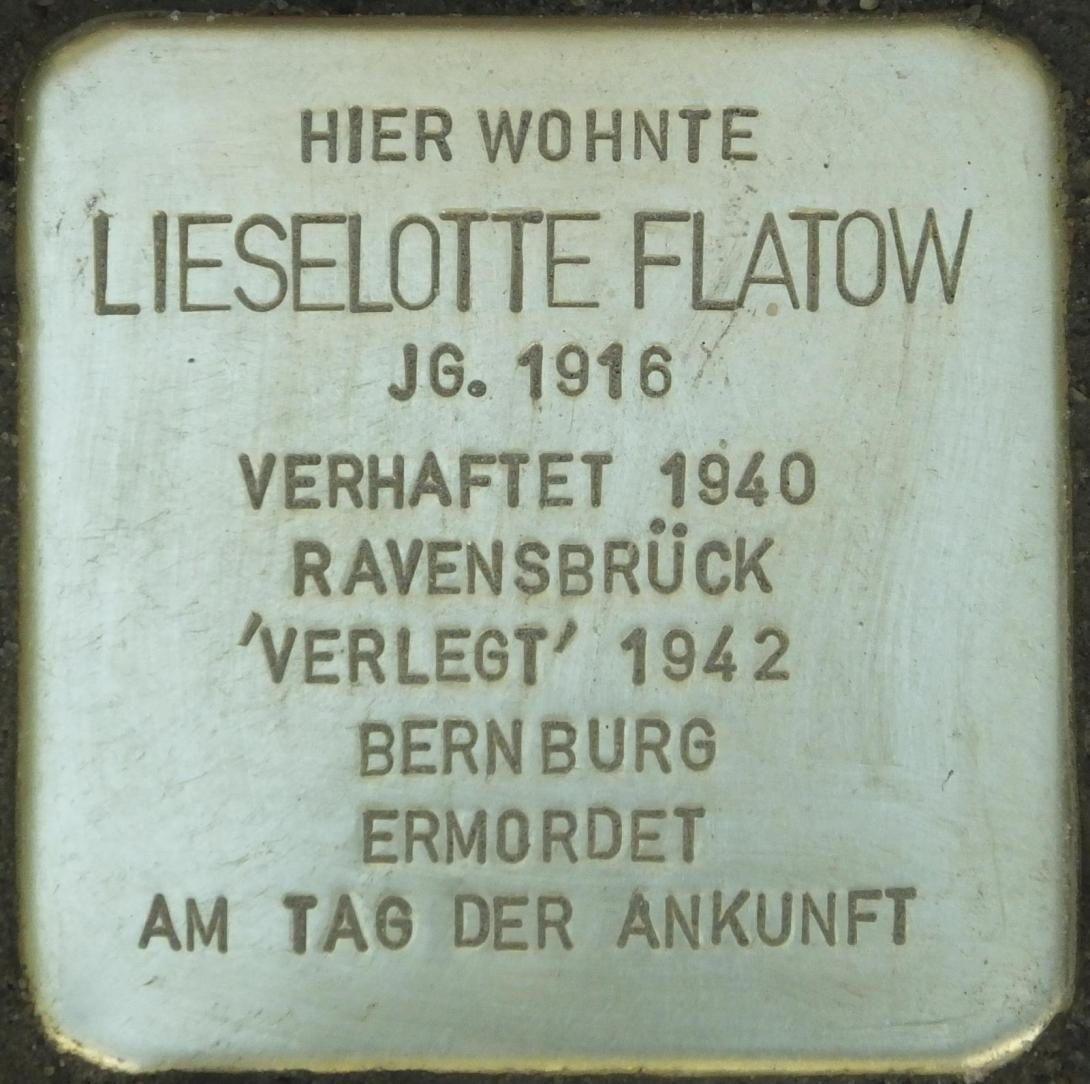 HIER WOHNTE
LIESELOTTE FLATOW
JG. 1916
VERHAFTET 1940
RAVENSBRÜCK
'VERLEGT' 1942
BERNBURG
ERMORDET
AM TAG DER ANKUNFT